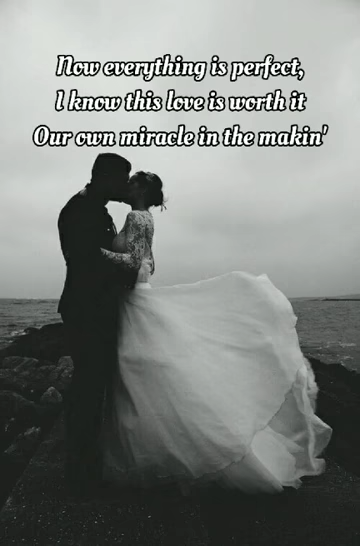 Now everything is perfect,
I know this love is worth it
Our own miracle in the makin'